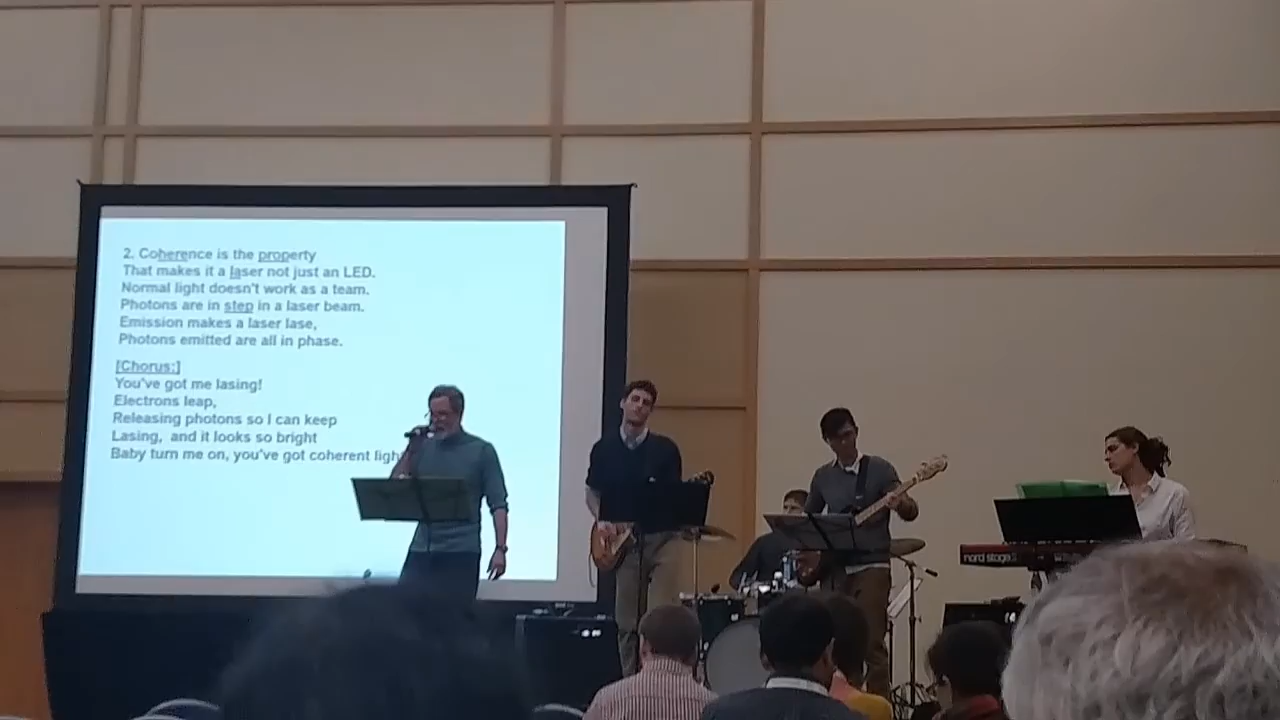 2. Coherence is the property
That makes it a laser not just an LED.
Normal light doesn't work as a team.
Photons are in step in a laser beam.
Emission makes a laser lase,
Photons emitted are all in phase.
[Chorus:]
You've got me lasing!
Electrons leap,
Releasing photons so I can keep
Lasing, and it looks so bright
Baby turn me on, you've got coherent light
nord stage